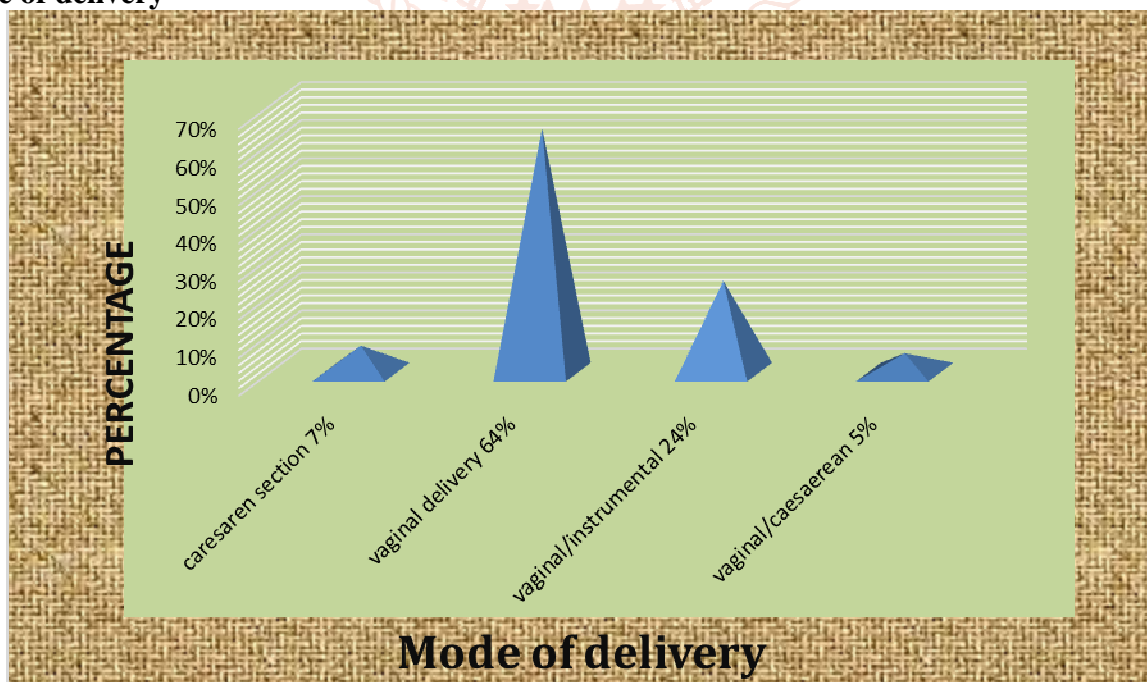 e of delivery
PERCENTAGE
70%
60%
50%
40%
30%
20%
10%
0%
caresaren section 7%
vaginal delivery 64%
vaginal/instrumental 24%
vaginal/caesaerean 5%
Mode of delivery